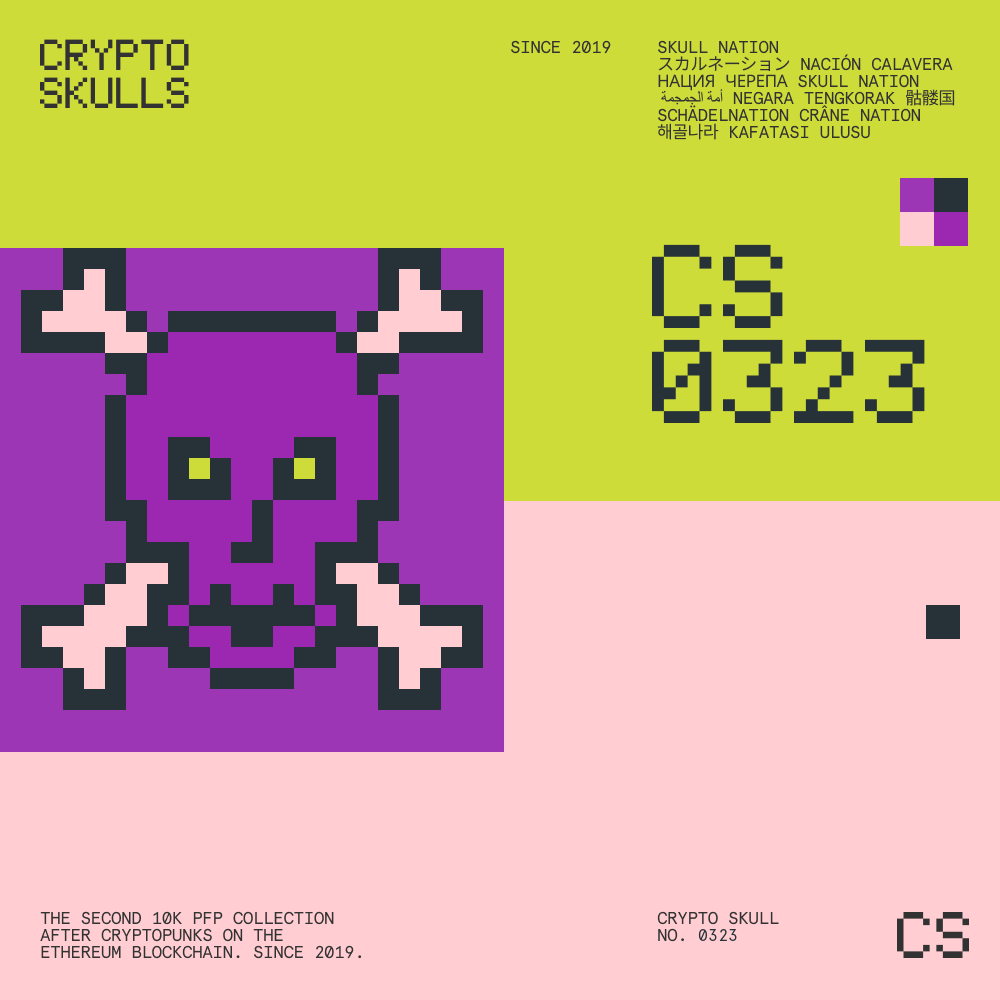 CRYPTO
SKULLS
SINCE 2019
SKULL NATION
スカルネーション NACIÓN CALAVERA
НАЦИЯ ЧЕРЕПА SKULL NATION
أمة الجمجمة NEGARA TENGKORAK 骷髅国
SCHÄDELNATION CRÂNE NATION
해골나라 KAFATASI ULUSU
CS
0323
THE SECOND 10K PFP COLLECTION
AFTER CRYPTOPUNKS ON THE
ETHEREUM BLOCKCHAIN. SINCE 2019.
CRYPTO SKULL
NO. 0323
CS